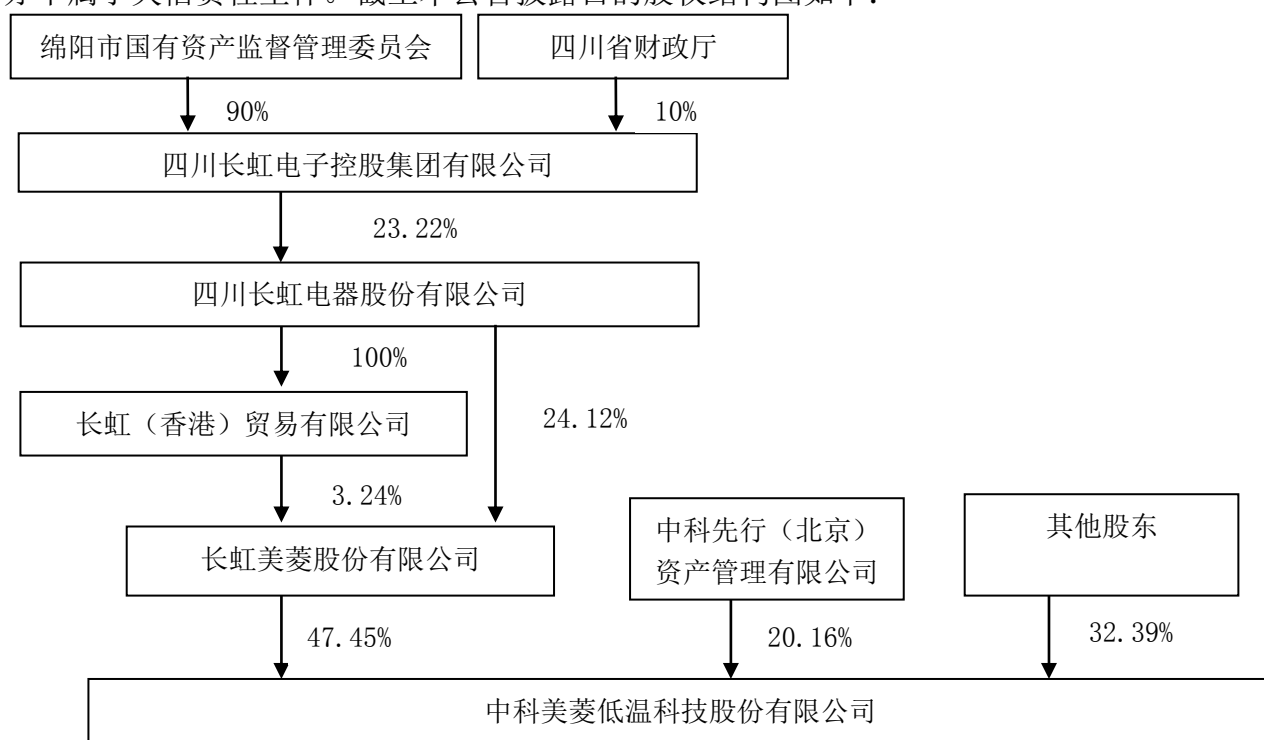 绵阳市国有资产监督管理委员会
四川省财政厅
90%
10%
四川长虹电子控股集团有限公司
23.22%
四川长虹电器股份有限公司
100%
长虹（香港）贸易有限公司
24.12%
3.24%
中科先行（北京）
资产管理有限公司
其他股东
长虹美菱股份有限公司
47.45%
20.16%
32.39%
中科美菱低温科技股份有限公司